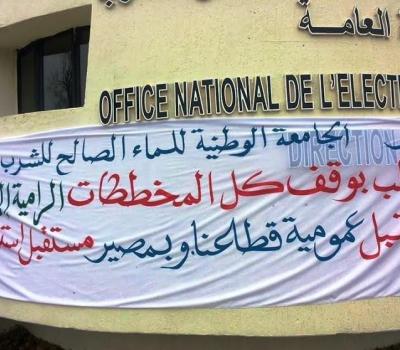 العامة
OFFICE NATIONAL DE L'ELECT
الجامعة الوطنية للماء الصالح للشرب
DIRECTION
بوقف كل المخططات الرامية
عمومية قطاعنا وبمصير مستقبل